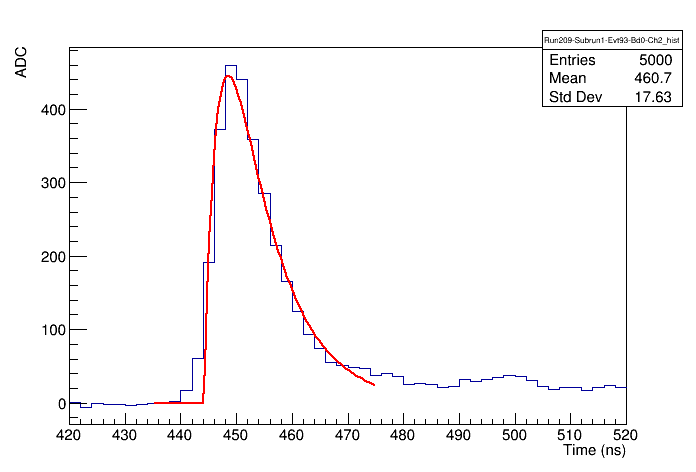 Run209-Subrun1-Evt93-Bd0-Ch2_hist
Entries 5000
Mean 460.7
Std Dev 17.63
ADC
400
300
200
100
0
420 430 440 450 460 470 480 490 500 510 520
Time (ns)